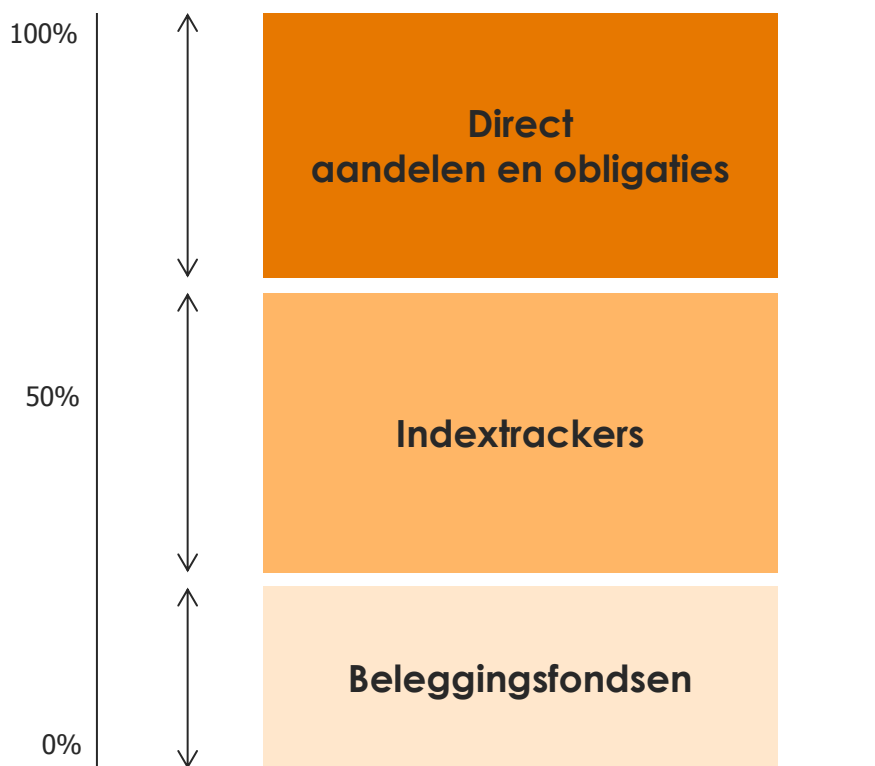 100%
Direct
aandelen en obligaties
50%
Indextrackers
Beleggingsfondsen
0%